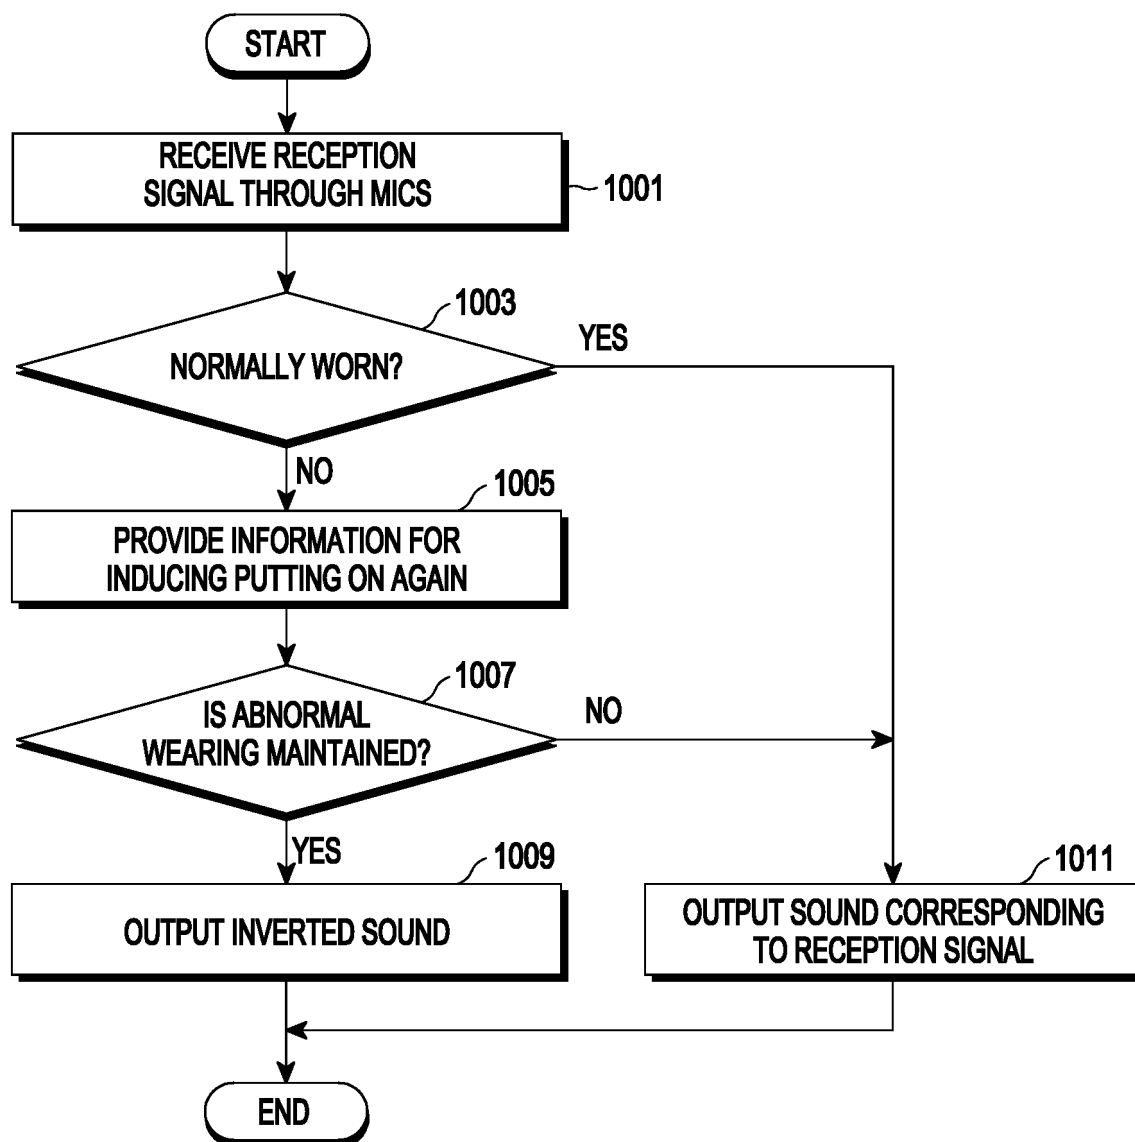 START
RECEIVE RECEPTION
SIGNAL THROUGH MICS
1001
1003
NORMALLY WORN?
YES
NO
1005
PROVIDE INFORMATION FOR
INDUCING PUTTING ON AGAIN
1007
IS ABNORMAL
WEARING MAINTAINED?
NO
YES
1009
OUTPUT INVERTED SOUND
1011
OUTPUT SOUND CORRESPONDING
TO RECEPTION SIGNAL
END